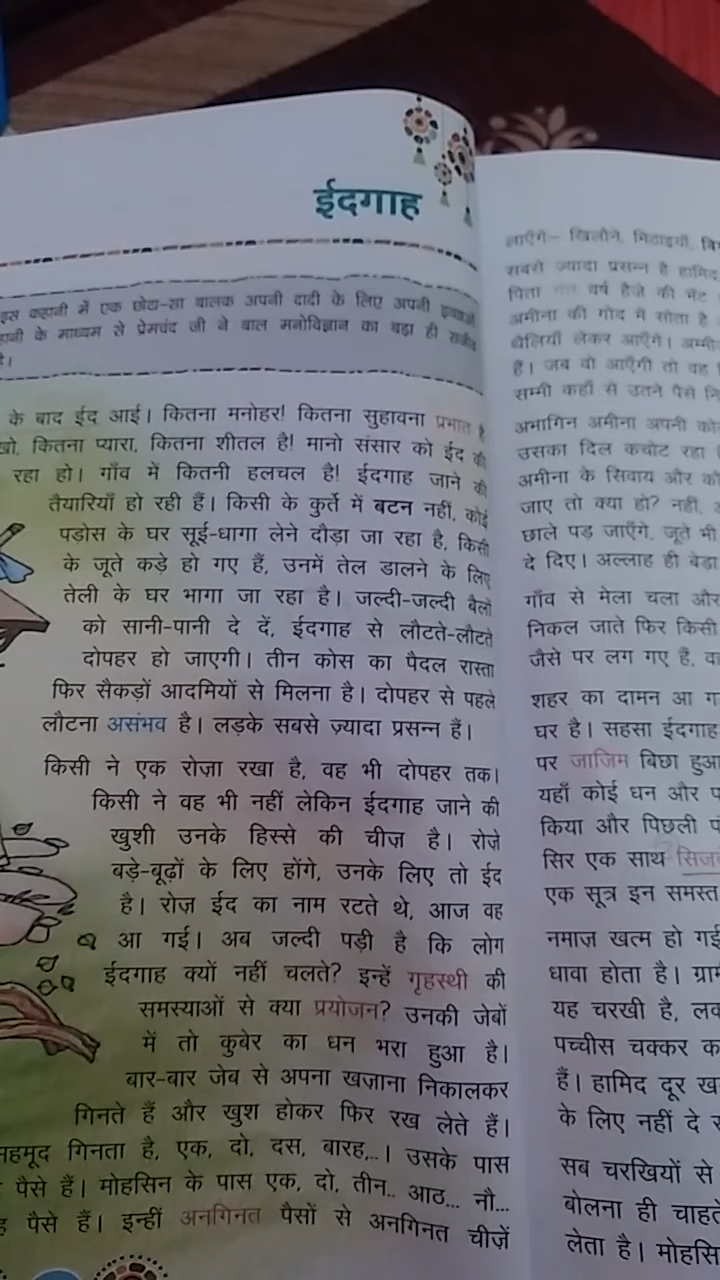 ईदगाह
इस कहानी में एक छोटा-सा बालक अपनी दादी के लिए अपनी
के माध्यम से प्रेमचंद जी ने बाल मनोविज्ञान का बड़ा ही सजीव
है।
के बाद ईद आई। कितना मनोहर! कितना सुहावना प्रभात है
कितना प्यारा, कितना शीतल है! मानो संसार को ईद की
रहा हो। गाँव में कितनी हलचल है! ईदगाह जाने की
तैयारियाँ हो रही हैं। किसी के कुर्ते में बटन नहीं, कोई
पड़ोस के घर सूई-धागा लेने दौड़ा जा रहा है, किसी
के जूते कड़े हो गए हैं, उनमें तेल डालने के लिए
तेली के घर भागा जा रहा है। जल्दी-जल्दी बैलों
को सानी-पानी दे दें, ईदगाह से लौटते-लौटते
दोपहर हो जाएगी। तीन कोस का पैदल रास्ता
फिर सैकड़ों आदमियों से मिलना है। दोपहर से पहले
लौटना असंभव है। लड़के सबसे ज़्यादा प्रसन्न हैं।
किसी ने एक रोज़ा रखा है, वह भी दोपहर तक।
किसी ने वह भी नहीं लेकिन ईदगाह जाने की
खुशी उनके हिस्से की चीज़ है। रोज़े
बड़े-बूढ़ों के लिए होंगे, उनके लिए तो ईद
है। रोज़ ईद का नाम रटते थे, आज वह
आ गई। अब जल्दी पड़ी है कि लोग
ईदगाह क्यों नहीं चलते? इन्हें गृहस्थी की
समस्याओं से क्या प्रयोजन? उनकी जेबों
में तो कुबेर का धन भरा हुआ है।
बार-बार जेब से अपना खज़ाना निकालकर
गिनते हैं और खुश होकर फिर रख लेते हैं।
महमूद गिनता है, एक, दो, दस, बारह,..। उसके पास
पैसे हैं। मोहसिन के पास एक, दो, तीन.. आठ... नौ...
पैसे हैं। इन्हीं अनगिनत पैसों से अनगिनत चीज़ें
लाएँगे– खिलौने, मिठाइयाँ,
सबसे ज़्यादा प्रसन्न है हामिद
पिता गत वर्ष हैज़े की भेंट
अमीना की गोद में सोता है
थैलियाँ लेकर आएँगे। अम्मी
हैं। जब वो आएँगी तो वह
सम्मी कहाँ से उतने पैसे
अभागिन अमीना अपनी
उसका दिल कचोट रहा
अमीना के सिवाय और
जाए तो क्या हो? नहीं,
छाले पड़ जाएँगे, जूते भी
दे दिए। अल्लाह ही बेड़ा
गाँव से मेला चला और
निकल जाते फिर किसी
जैसे पर लग गए हैं,
शहर का दामन आ
घर है। सहसा ईदगाह
पर जाजिम बिछा हुआ
यहाँ कोई धन और
किया और पिछली
सिर एक साथ
एक सूत्र इन समस्त
नमाज़ खत्म हो गई
धावा होता है।
यह चरखी है,
पच्चीस चक्कर
हैं। हामिद दूर
के लिए नहीं दे
सब चरखियों से
बोलना ही चाहते
लेता है।